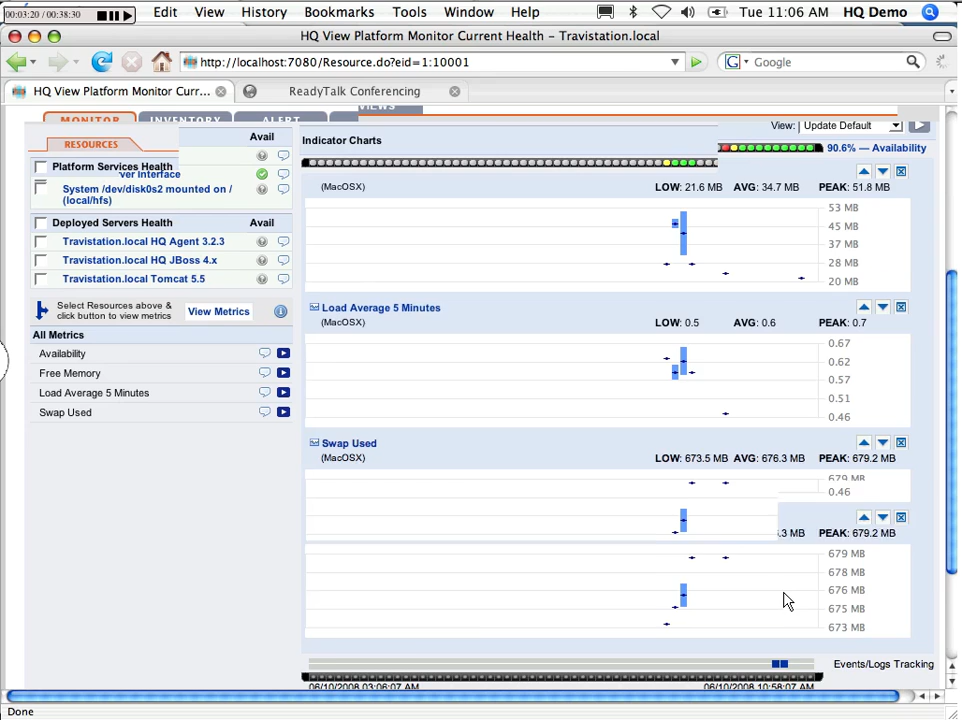 00:03:20 / 00:38:30
Edit View History Bookmarks Tools Window Help Tue 11:06 AM HQ Demo
HQ View Platform Monitor Current Health – Travistation.local
http://localhost:7080/Resource.do?eid=1:10001 Google
HQ View Platform Monitor Curr... ReadyTalk Conferencing
VIEWS
MONITOR INVENTORY ALERT
View: Update Default
RESOURCES Avail
Indicator Charts
90.6% — Availability
Platform Services Health
ver Interface
System /dev/disk0s2 mounted on /
(local/hfs)
Deployed Servers Health Avail
Travistation.local HQ Agent 3.2.3
Travistation.local HQ JBoss 4.x
Travistation.local Tomcat 5.5
Select Resources above &
click button to view metrics
View Metrics
All Metrics
Availability
Free Memory
Load Average 5 Minutes
Swap Used
(MacOSX) LOW: 21.6 MB AVG: 34.7 MB PEAK: 51.8 MB
53 MB
45 MB
37 MB
28 MB
20 MB
Load Average 5 Minutes
(MacOSX) LOW: 0.5 AVG: 0.6 PEAK: 0.7
0.67
0.62
0.57
0.51
0.46
Swap Used
(MacOSX) LOW: 673.5 MB AVG: 676.3 MB PEAK: 679.2 MB
679 MB
0.46
.3 MB PEAK: 679.2 MB
679 MB
678 MB
676 MB
675 MB
673 MB
Events/Logs Tracking
06/10/2008 03:06:07 AM 06/10/2008 10:58:07 AM
Done